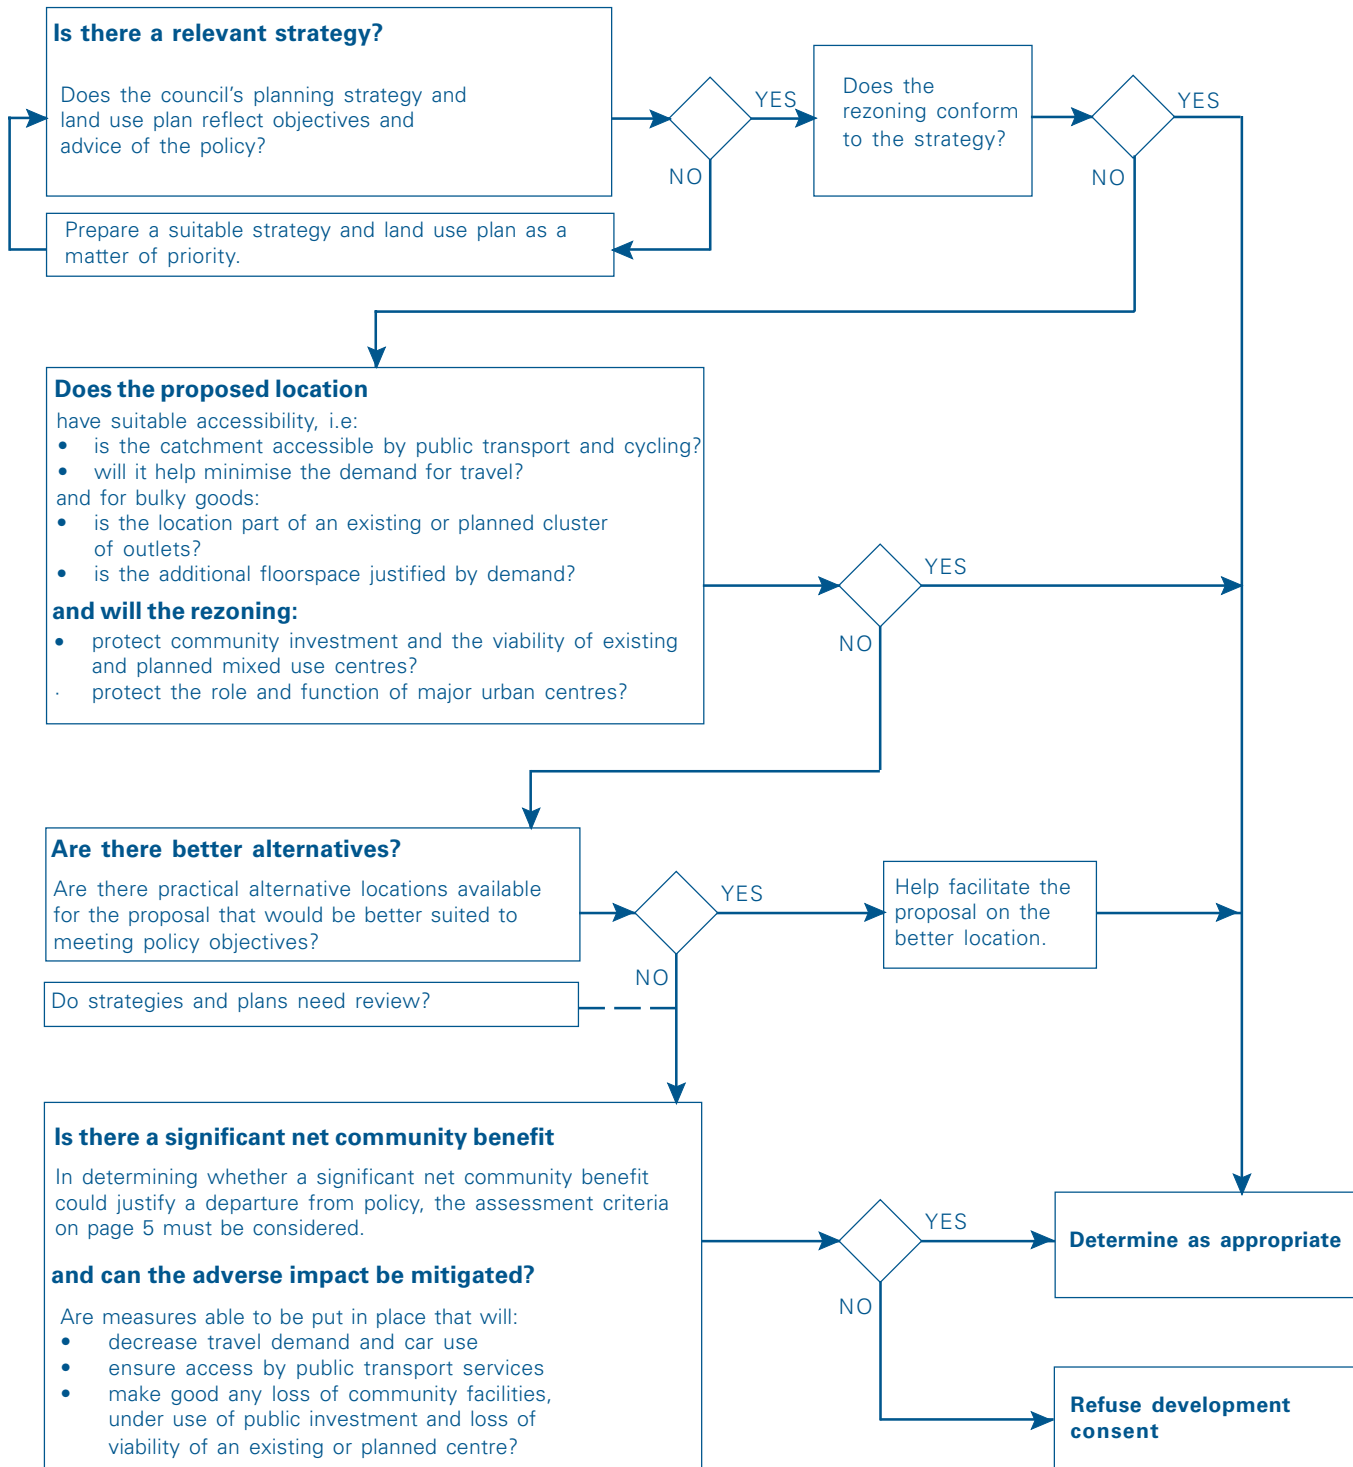 Is there a relevant strategy?
Does the council's planning strategy and
land use plan reflect objectives and
advice of the policy?
YES
NO
Does the
rezoning conform
to the strategy?
YES
NO
Prepare a suitable strategy and land use plan as a
matter of priority.
Does the proposed location
have suitable accessibility, i.e:
• is the catchment accessible by public transport and cycling?
• will it help minimise the demand for travel?
and for bulky goods:
• is the location part of an existing or planned cluster
of outlets?
• is the additional floorspace justified by demand?
and will the rezoning:
• protect community investment and the viability of existing
and planned mixed use centres?
· protect the role and function of major urban centres?
YES
NO
Are there better alternatives?
Are there practical alternative locations available
for the proposal that would be better suited to
meeting policy objectives?
YES
NO
Help facilitate the
proposal on the
better location.
Do strategies and plans need review?
Is there a significant net community benefit
In determining whether a significant net community benefit
could justify a departure from policy, the assessment criteria
on page 5 must be considered.
and can the adverse impact be mitigated?
Are measures able to be put in place that will:
• decrease travel demand and car use
• ensure access by public transport services
• make good any loss of community facilities,
under use of public investment and loss of
viability of an existing or planned centre?
YES
NO
Determine as appropriate
Refuse development
consent